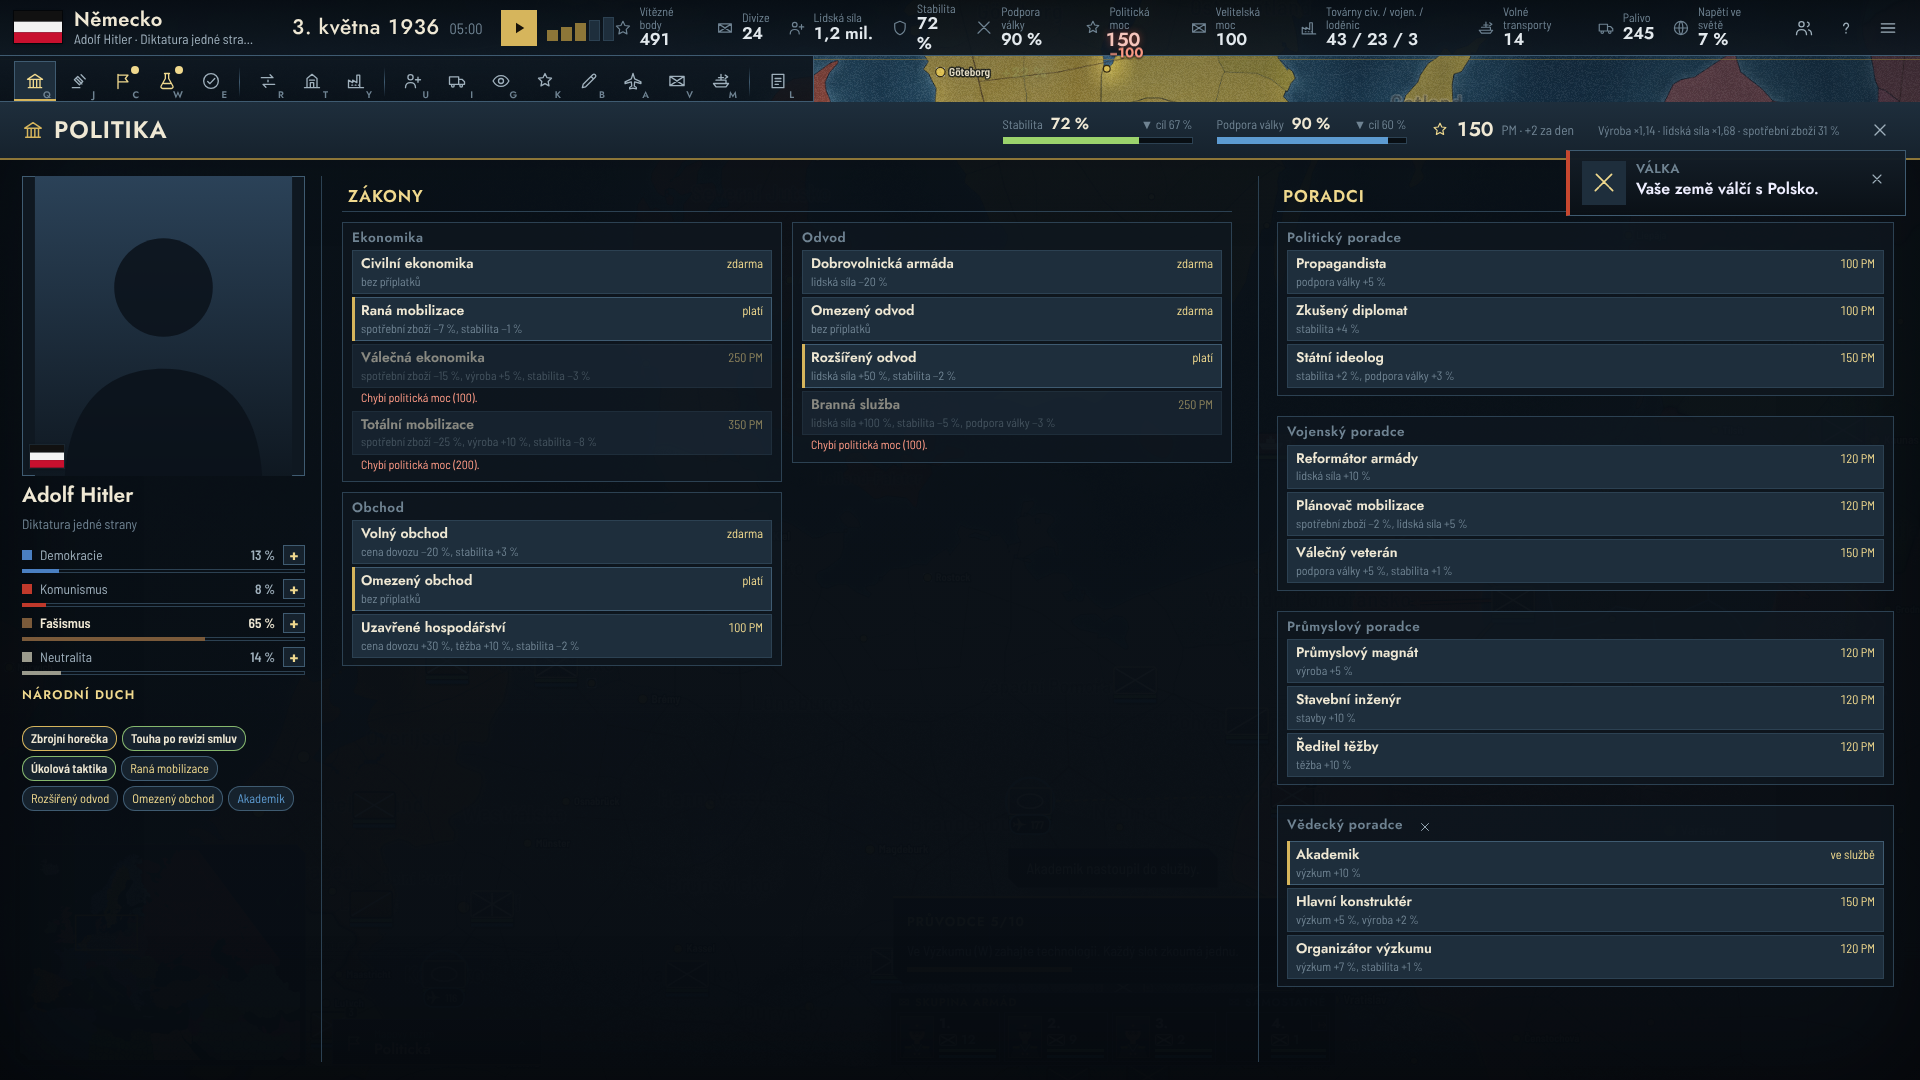 Německo
Adolf Hitler · Diktatura jedné stra...
3. května 1936 05:00
Vítězné body 491
Divize 24
Lidská síla 1,2 mil.
Stabilita 72 %
Podpora války 90 %
Politická moc 150
−100
Velitelská moc 100
Továrny civ. / vojen. / loděnic 43 / 23 / 3
Volné transporty 14
Palivo 245
Napětí ve světě 7 %
?
Q J C W E R T Y U I G K B A V M L
Göteborg
POLITIKA
Stabilita 72 % ▼ cíl 67 %
Podpora války 90 % ▼ cíl 60 %
150 PM · +2 za den
Výroba ×1,14 · lidská síla ×1,68 · spotřební zboží 31 %
VÁLKA
Vaše země válčí s Polsko.
Adolf Hitler
Diktatura jedné strany
Demokracie 13 % +
Komunismus 8 % +
Fašismus 65 % +
Neutralita 14 % +
NÁRODNÍ DUCH
Zbrojní horečka Touha po revizi smluv
Úkolová taktika Raná mobilizace
Rozšířený odvod Omezený obchod Akademik
ZÁKONY
Ekonomika
Civilní ekonomika zdarma
bez příplatků
Raná mobilizace platí
spotřební zboží −7 %, stabilita −1 %
Válečná ekonomika 250 PM
spotřební zboží −15 %, výroba +5 %, stabilita −3 %
Chybí politická moc (100).
Totální mobilizace 350 PM
spotřební zboží −25 %, výroba +10 %, stabilita −8 %
Chybí politická moc (200).
Odvod
Dobrovolnická armáda zdarma
lidská síla −20 %
Omezený odvod zdarma
bez příplatků
Rozšířený odvod platí
lidská síla +50 %, stabilita −2 %
Branná služba 250 PM
lidská síla +100 %, stabilita −5 %, podpora války −3 %
Chybí politická moc (100).
Obchod
Volný obchod zdarma
cena dovozu −20 %, stabilita +3 %
Omezený obchod platí
bez příplatků
Uzavřené hospodářství 100 PM
cena dovozu +30 %, těžba +10 %, stabilita −2 %
PORADCI
Politický poradce
Propagandista 100 PM
podpora války +5 %
Zkušený diplomat 100 PM
stabilita +4 %
Státní ideolog 150 PM
stabilita +2 %, podpora války +3 %
Vojenský poradce
Reformátor armády 120 PM
lidská síla +10 %
Plánovač mobilizace 120 PM
spotřební zboží −2 %, lidská síla +5 %
Válečný veterán 150 PM
podpora války +5 %, stabilita +1 %
Průmyslový poradce
Průmyslový magnát 120 PM
výroba +5 %
Stavební inženýr 120 PM
stavby +10 %
Ředitel těžby 120 PM
těžba +10 %
Vědecký poradce
Akademik ve službě
výzkum +10 %
Hlavní konstruktér 150 PM
výzkum +5 %, výroba +2 %
Organizátor výzkumu 120 PM
výzkum +7 %, stabilita +1 %